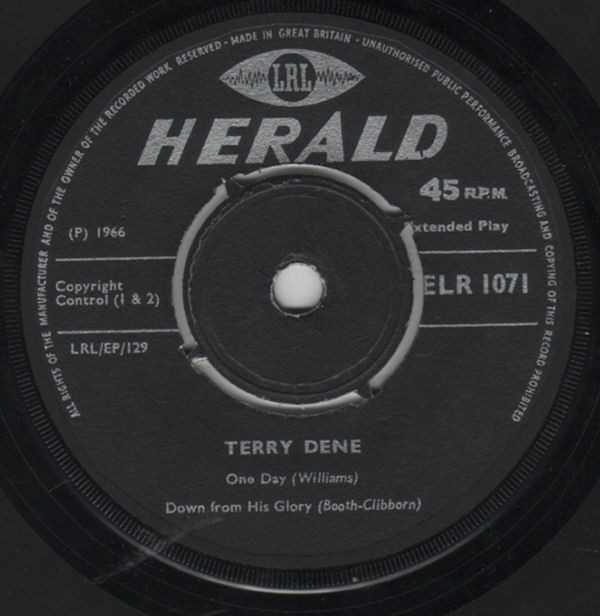 ALL RIGHTS OF THE MANUFACTURER AND OF THE OWNER OF THE RECORDED WORK RESERVED · MADE IN GREAT BRITAIN · UNAUTHORISED PUBLIC PERFORMANCE BROADCASTING AND COPYING OF THIS RECORD PROHIBITED
LRL
HERALD
45 R.P.M.
Extended Play
(P) 1966
Copyright
Control (1 & 2)
ELR 1071
LRL/EP/129
TERRY DENE
One Day (Williams)
Down from His Glory (Booth-Clibborn)